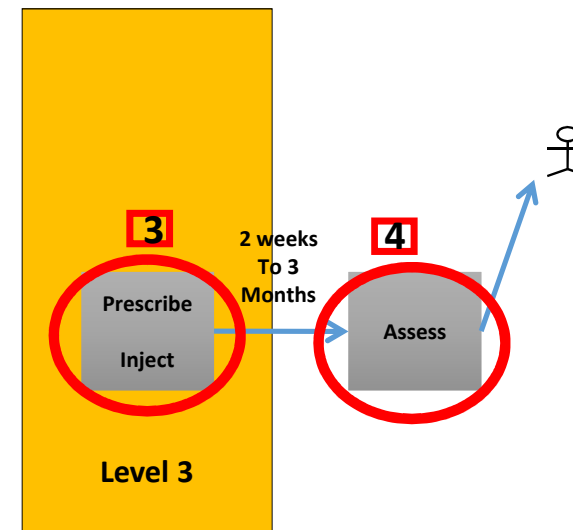 3
2 weeks
To 3
Months
4
Prescribe
Inject
Assess
Level 3